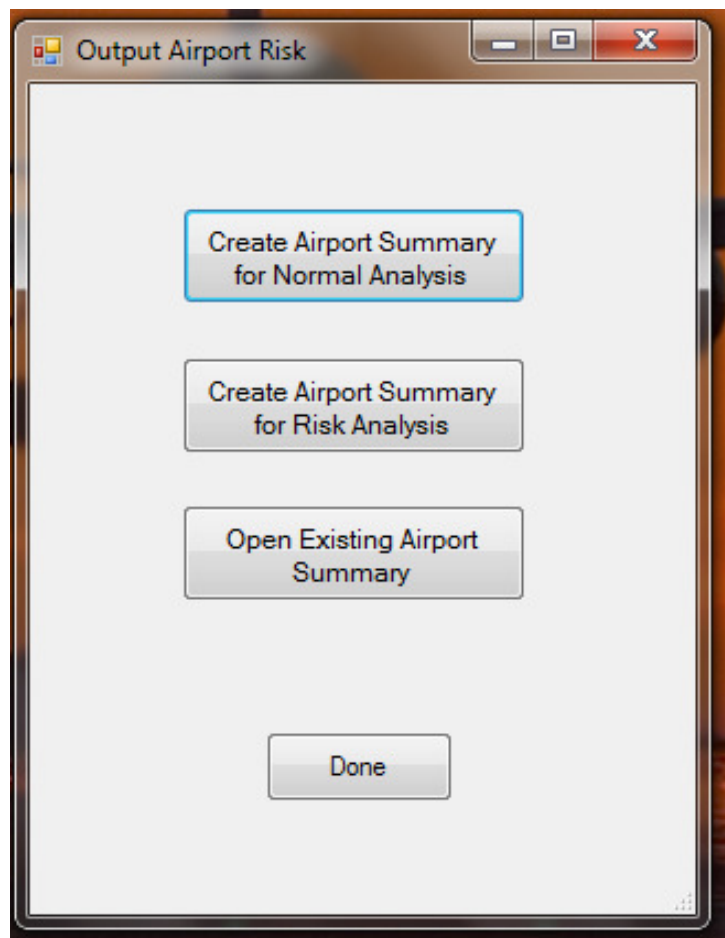 Output Airport Risk
Create Airport Summary
for Normal Analysis
Create Airport Summary
for Risk Analysis
Open Existing Airport
Summary
Done